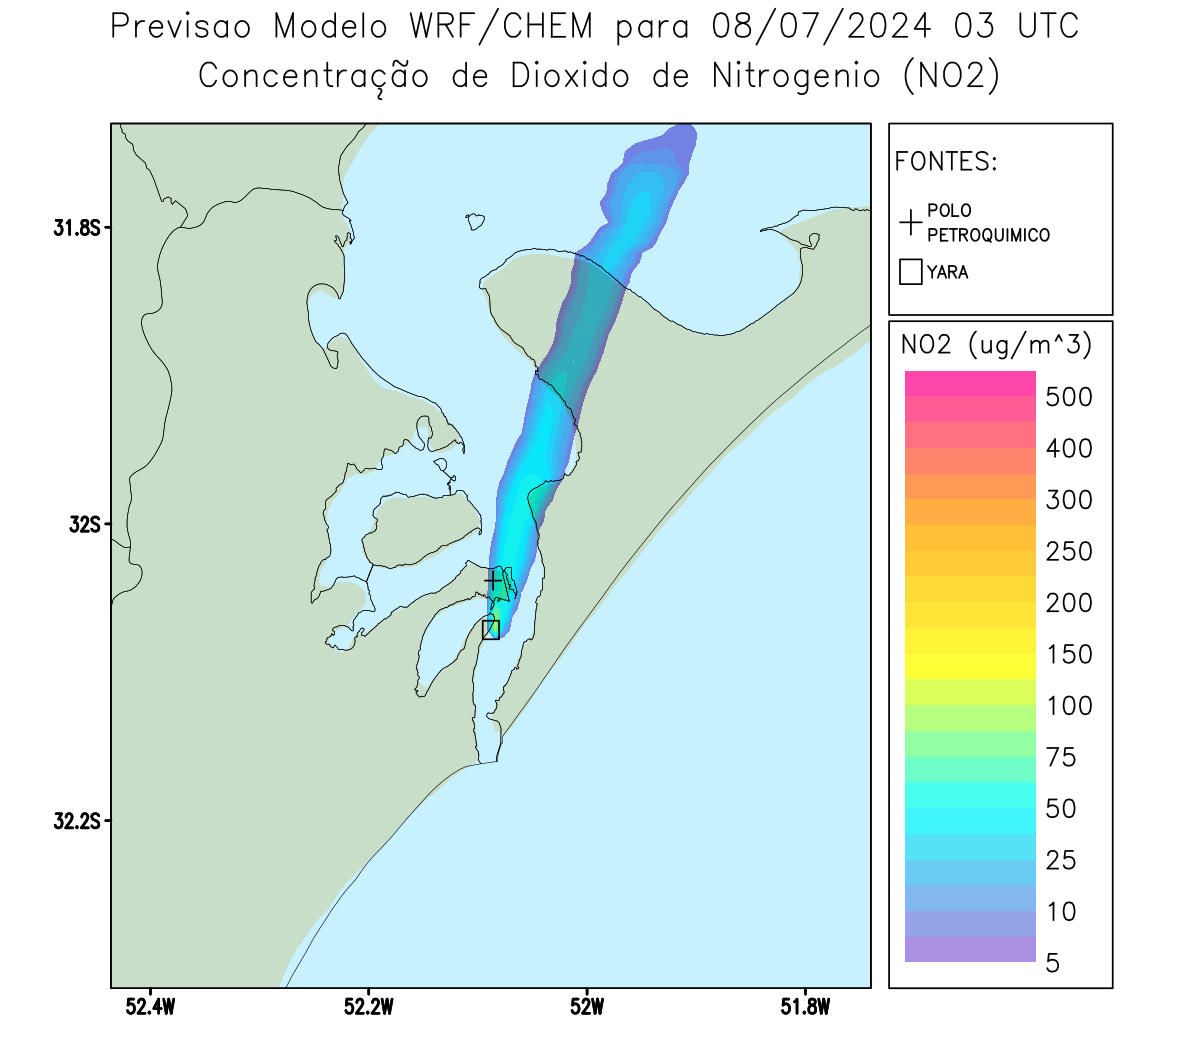 Previsao Modelo WRF/CHEM para 08/07/2024 03 UTC
Concentração de Dioxido de Nitrogenio (NO2)
FONTES:
POLO
PETROQUIMICO
YARA
31.8S
32S
32.2S
52.4W
52.2W
52W
51.8W
NO2 (ug/m^3)
500
400
300
250
200
150
100
75
50
25
10
5